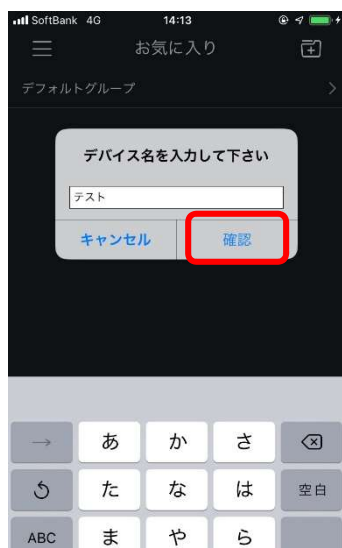 SoftBank 4G 14:13
お気に入り
デフォルトグループ
デバイス名を入力して下さい
テスト
キャンセル 確認
→ あ か さ
た な は 空白
ABC ま や ら